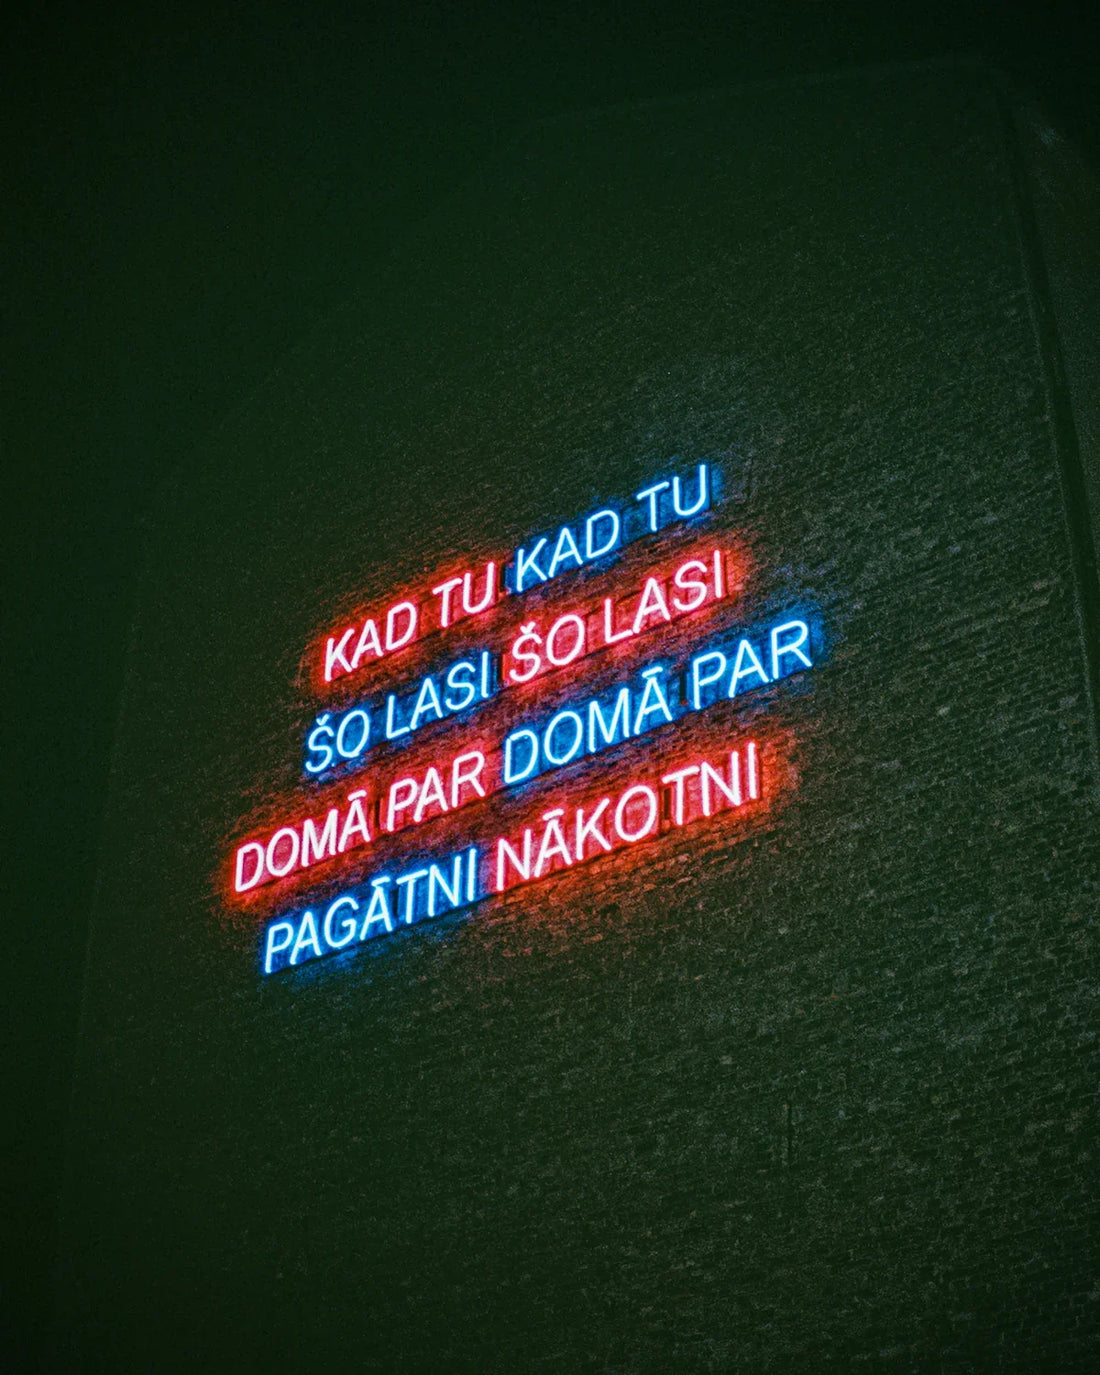 KAD TU KAD TU
ŠO LASI ŠO LASI
DOMĀ PAR DOMĀ PAR
PAGĀTNI NĀKOTNI